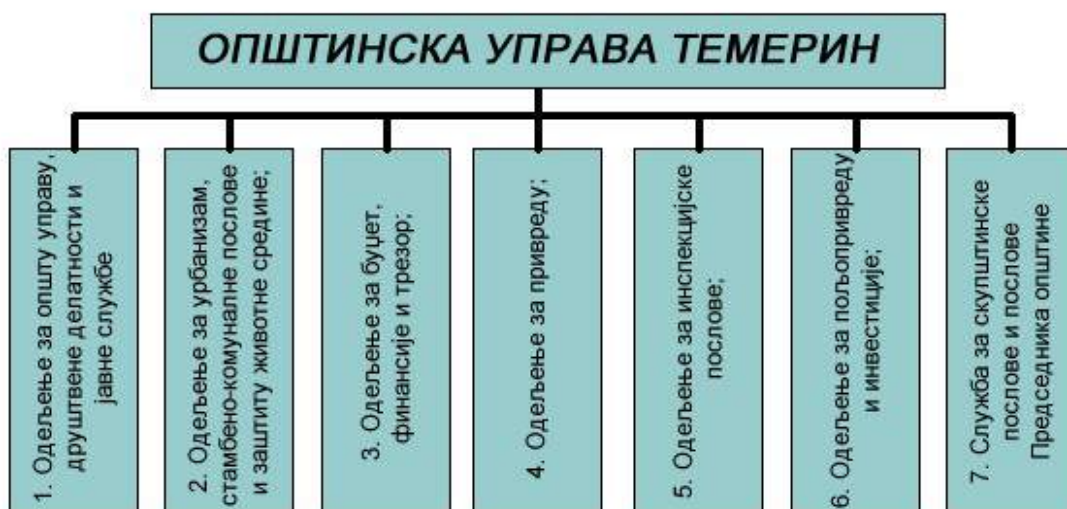 ОПШТИНСКА УПРАВА ТЕМЕРИН
1. Одељење за општу управу,
друштвене делатности и
јавне службе
2. Одељење за урбанизам,
стамбено-комуналне послове
и заштиту животне средине;
3. Одељење за буџет,
финансије и трезор;
4. Одељење за привреду;
5. Одељење за инспекцијске
послове;
6. Одељење за пољопривреду
и инвестиције;
7. Служба за скупштинске
послове и послове
Председника општине